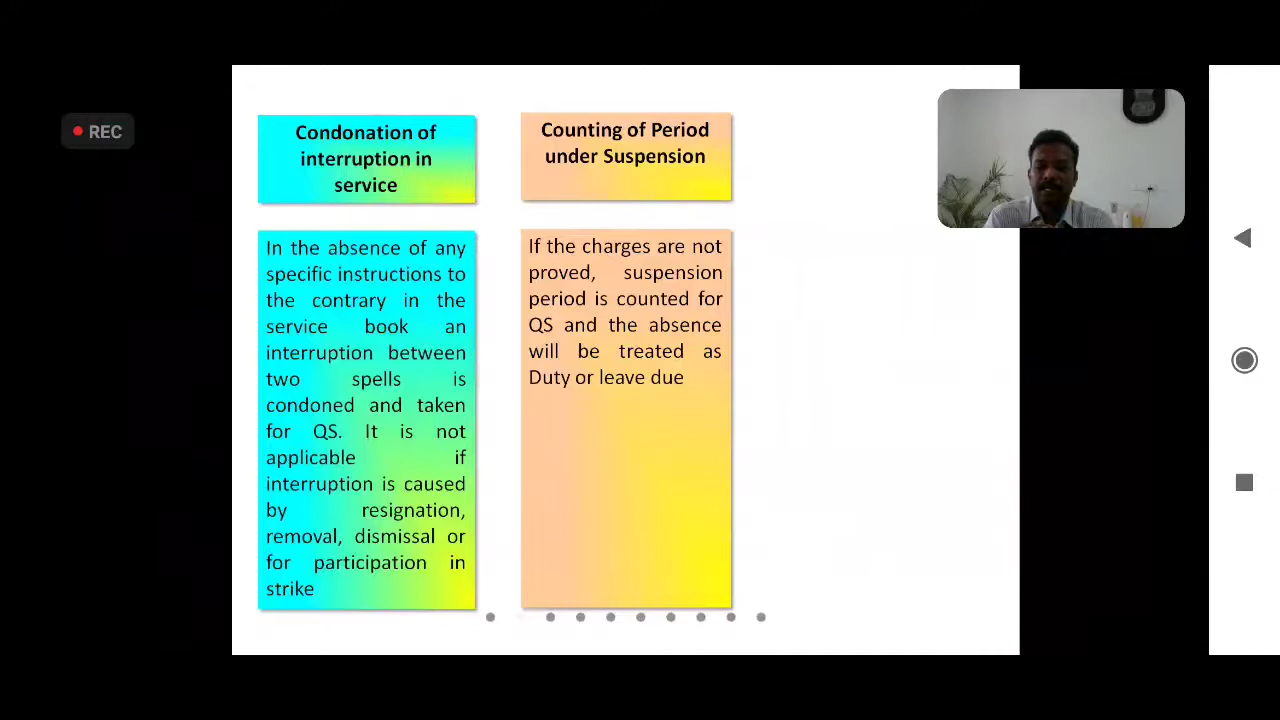 REC
Condonation of
interruption in
service
In the absence of any
specific instructions to
the contrary in the
service book an
interruption between
two spells is
condoned and taken
for QS. It is not
applicable if
interruption is caused
by resignation,
removal, dismissal or
for participation in
strike
Counting of Period
under Suspension
If the charges are not
proved, suspension
period is counted for
QS and the absence
will be treated as
Duty or leave due